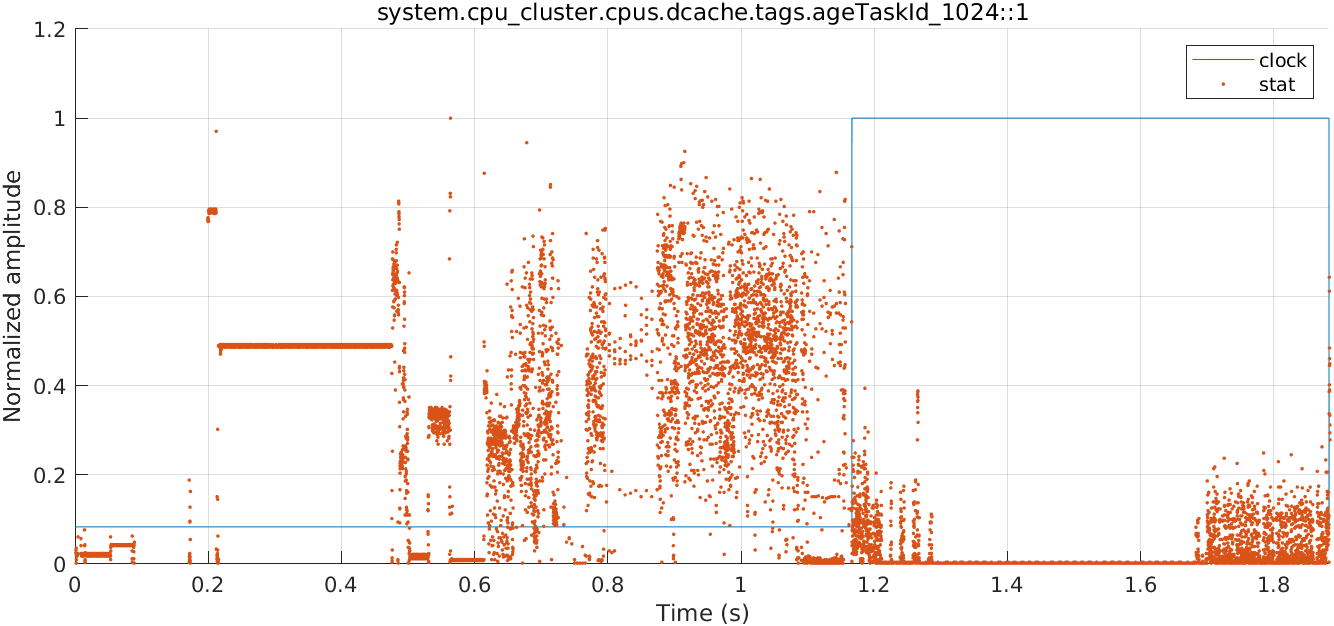 system.cpu_cluster.cpus.dcache.tags.ageTaskId_1024::1
clock
stat
Normalized amplitude
1.2
1
0.8
0.6
0.4
0.2
0
0 0.2 0.4 0.6 0.8 1 1.2 1.4 1.6 1.8
Time (s)